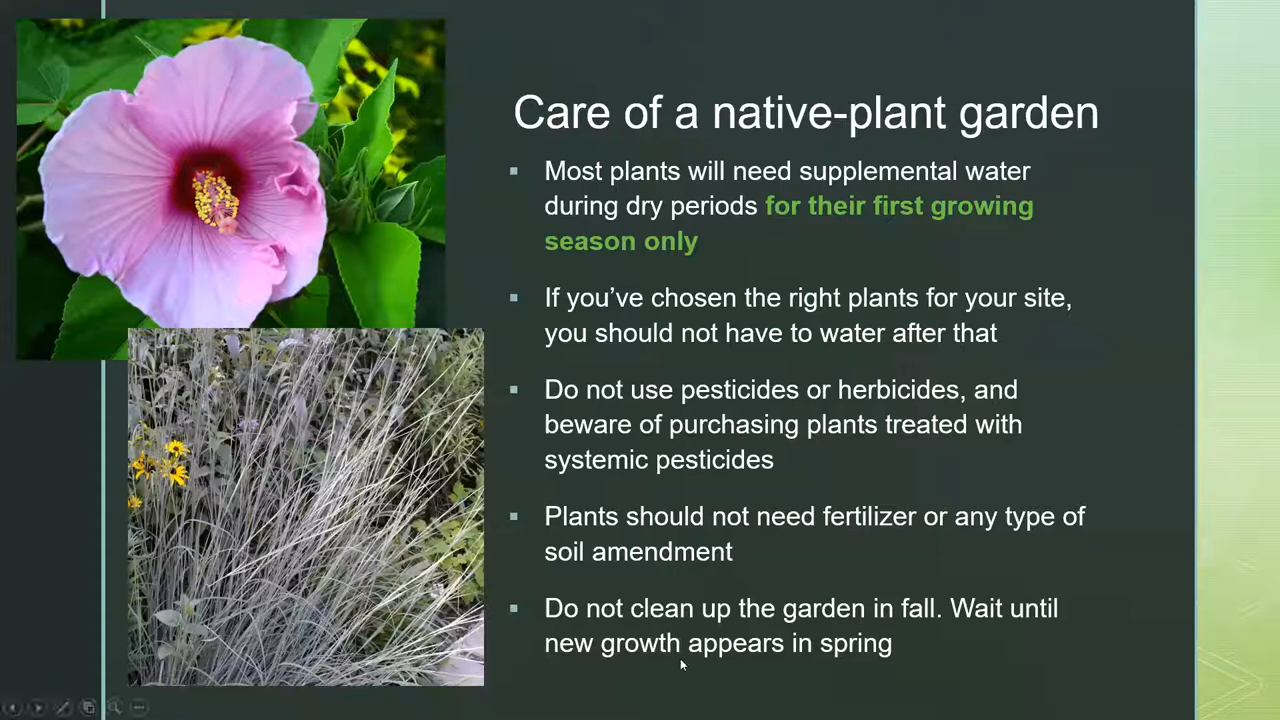 Care of a native-plant garden
Most plants will need supplemental water
during dry periods for their first growing
season only
If you’ve chosen the right plants for your site,
you should not have to water after that
Do not use pesticides or herbicides, and
beware of purchasing plants treated with
systemic pesticides
Plants should not need fertilizer or any type of
soil amendment
Do not clean up the garden in fall. Wait until
new growth appears in spring